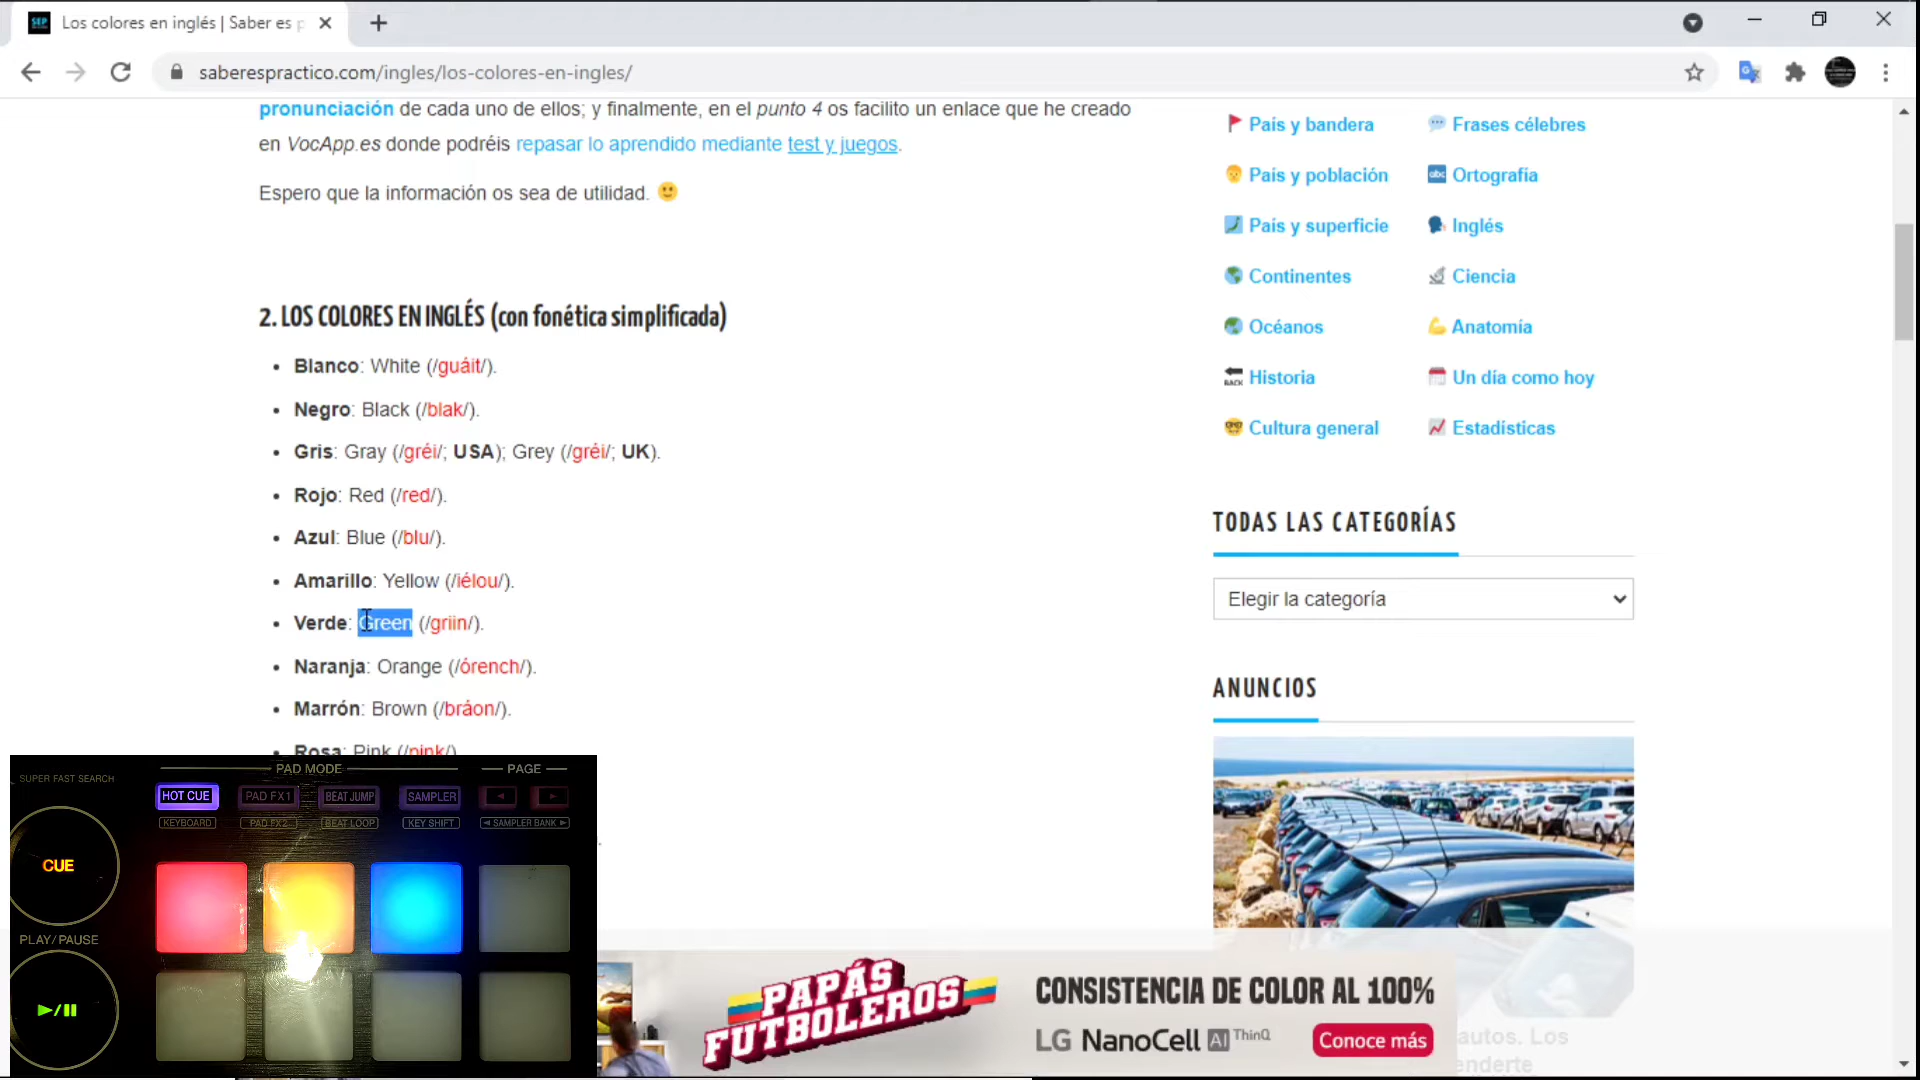 Los colores en inglés | Saber es p
saberespractico.com/ingles/los-colores-en-ingles/
pronunciación de cada uno de ellos; y finalmente, en el punto 4 os facilito un enlace que he creado
en VocApp.es donde podréis repasar lo aprendido mediante test y juegos.
Espero que la información os sea de utilidad.
2. LOS COLORES EN INGLÉS (con fonética simplificada)
Blanco: White (/guáit/).
Negro: Black (/blak/).
Gris: Gray (/gréi/; USA); Grey (/gréi/; UK).
Rojo: Red (/red/).
Azul: Blue (/blu/).
Amarillo: Yellow (/iélou/).
Verde: Green (/griin/).
Naranja: Orange (/órench/).
Marrón: Brown (/bráon/).
Rosa: Pink (/pink/)
País y bandera
Frases célebres
País y población
Ortografía
País y superficie
Inglés
Continentes
Ciencia
Océanos
Anatomía
Historia
Un día como hoy
Cultura general
Estadísticas
TODAS LAS CATEGORÍAS
Elegir la categoría
ANUNCIOS
SUPER FAST SEARCH
PAD MODE
PAGE
HOT CUE
PAD FX1
BEAT JUMP
SAMPLER
KEYBOARD
PAD FX2
BEAT LOOP
KEY SHIFT
◄ SAMPLER BANK ►
CUE
PLAY/PAUSE
PAPÁS
FUTBOLEROS
CONSISTENCIA DE COLOR AL 100%
LG NanoCell AI ThinQ
Conoce más
autos. Los
enderte